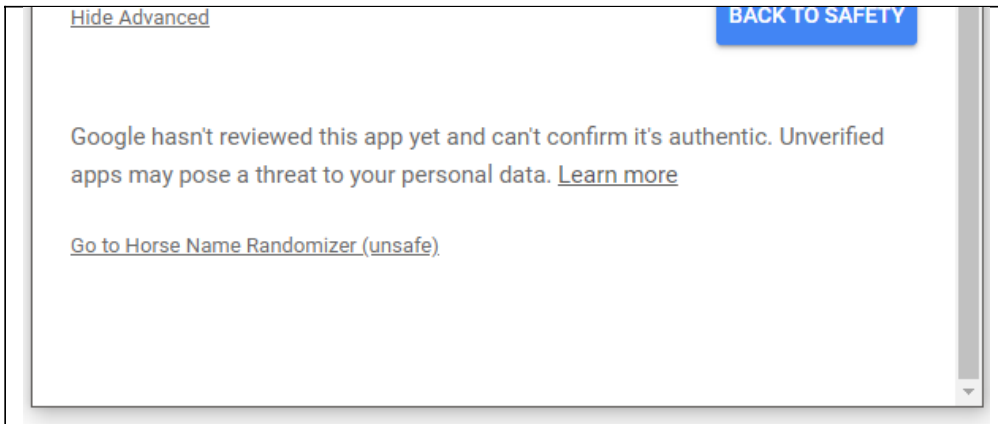 Hide Advanced
BACK TO SAFETY
Google hasn't reviewed this app yet and can't confirm it's authentic. Unverified
apps may pose a threat to your personal data. Learn more
Go to Horse Name Randomizer (unsafe)